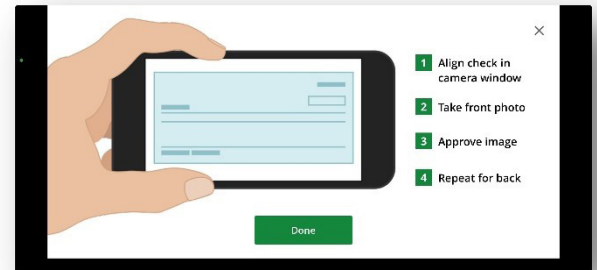 1 Align check in
camera window
2 Take front photo
3 Approve image
4 Repeat for back
Done